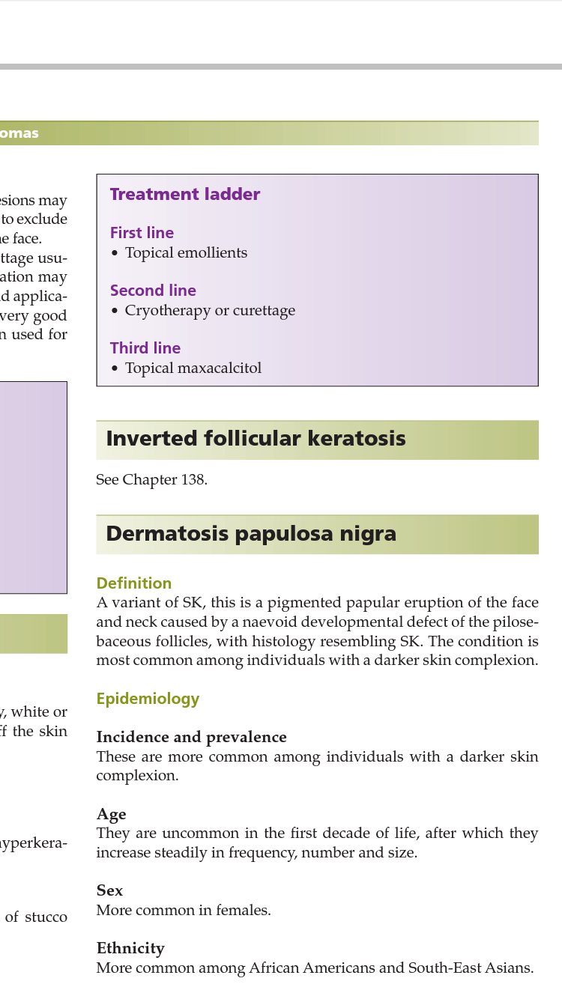 omas
esions may
to exclude
he face.
ttage usu-
ation may
d applica-
very good
n used for
y, white or
ff the skin
hyperkera-
of stucco
Treatment ladder
First line
• Topical emollients
Second line
• Cryotherapy or curettage
Third line
• Topical maxacalcitol
Inverted follicular keratosis
See Chapter 138.
Dermatosis papulosa nigra
Definition
A variant of SK, this is a pigmented papular eruption of the face
and neck caused by a naevoid developmental defect of the pilose-
baceous follicles, with histology resembling SK. The condition is
most common among individuals with a darker skin complexion.
Epidemiology
Incidence and prevalence
These are more common among individuals with a darker skin
complexion.
Age
They are uncommon in the first decade of life, after which they
increase steadily in frequency, number and size.
Sex
More common in females.
Ethnicity
More common among African Americans and South-East Asians.